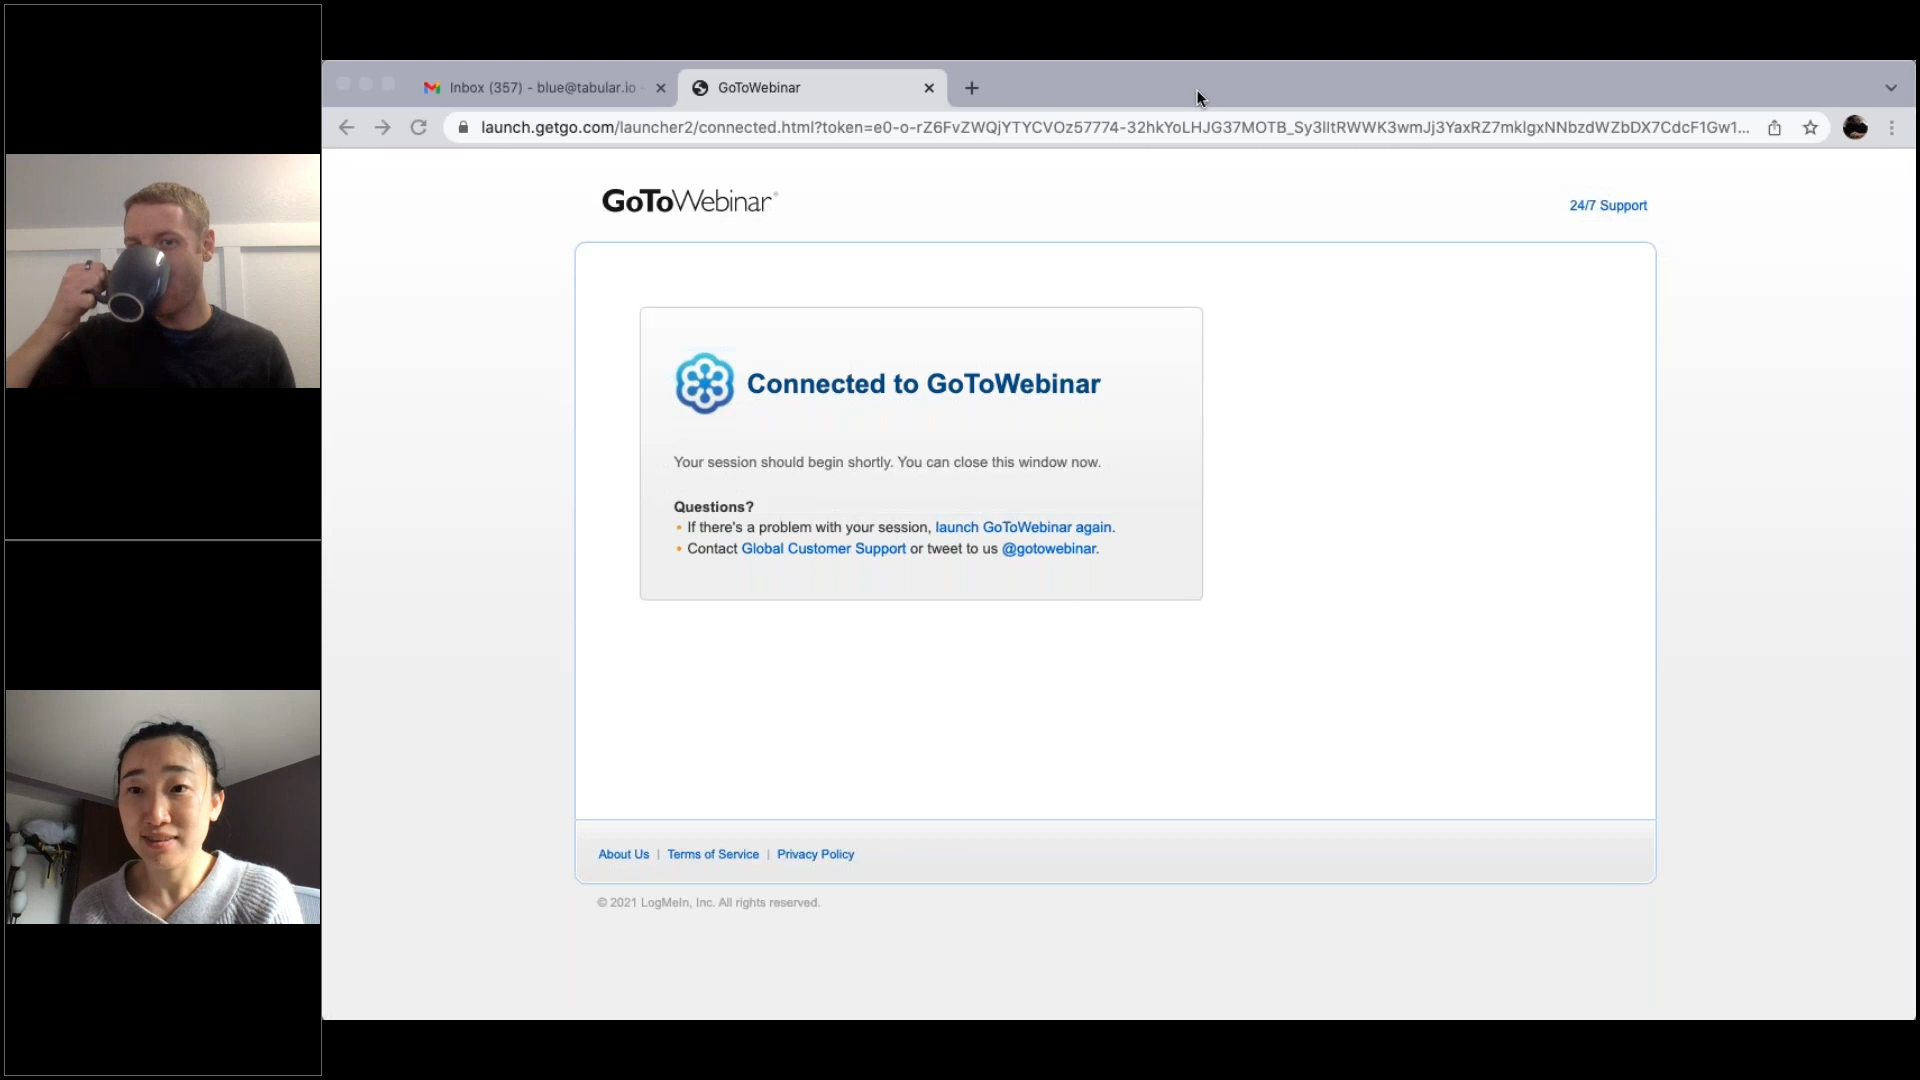 Inbox (357) - blue@tabular.io -
GoToWebinar
launch.getgo.com/launcher2/connected.html?token=e0-o-rZ6FvZWQjYTYCVOz57774-32hkYoLHJG37MOTB_Sy3lItRWWK3wmJj3YaxRZ7mklgxNNbzdWZbDX7CdcF1Gw1...
GoToWebinar
24/7 Support
Connected to GoToWebinar
Your session should begin shortly. You can close this window now.
Questions?
• If there's a problem with your session, launch GoToWebinar again.
• Contact Global Customer Support or tweet to us @gotowebinar.
About Us | Terms of Service | Privacy Policy
© 2021 LogMeIn, Inc. All rights reserved.